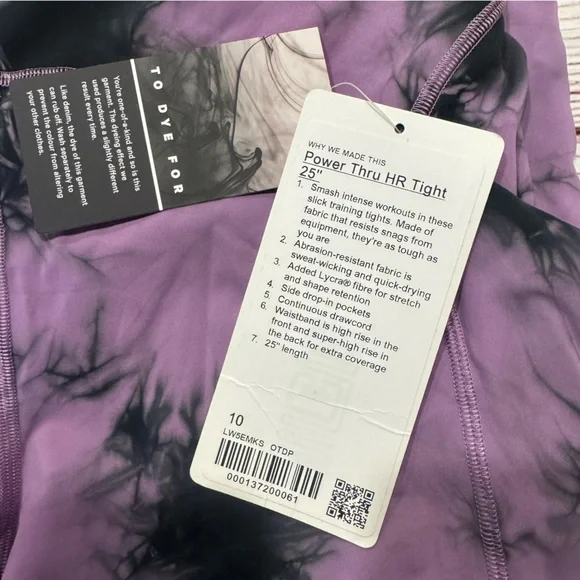 TO DYE FOR
You're one-of-a-kind and so is this
garment. The dyeing effect we
used produces a slightly different
result every time.
Like denim, the dye of this garment
can run off. Wash separately to
prevent the colour from altering
your other clothes.
WHY WE MADE THIS
Power Thru HR Tight
25"
1. Smash intense workouts in these
slick training tights. Made of
fabric that resists snags from
equipment, they're as tough as
you are
2. Abrasion-resistant fabric is
sweat-wicking and quick-drying
3. Added Lycra® fibre for stretch
and shape retention
4. Side drop-in pockets
5. Continuous drawcord
6. Waistband is high rise in the
front and super-high rise in
the back for extra coverage
7. 25" length
10
LW5EMKS OTDP
000137200061